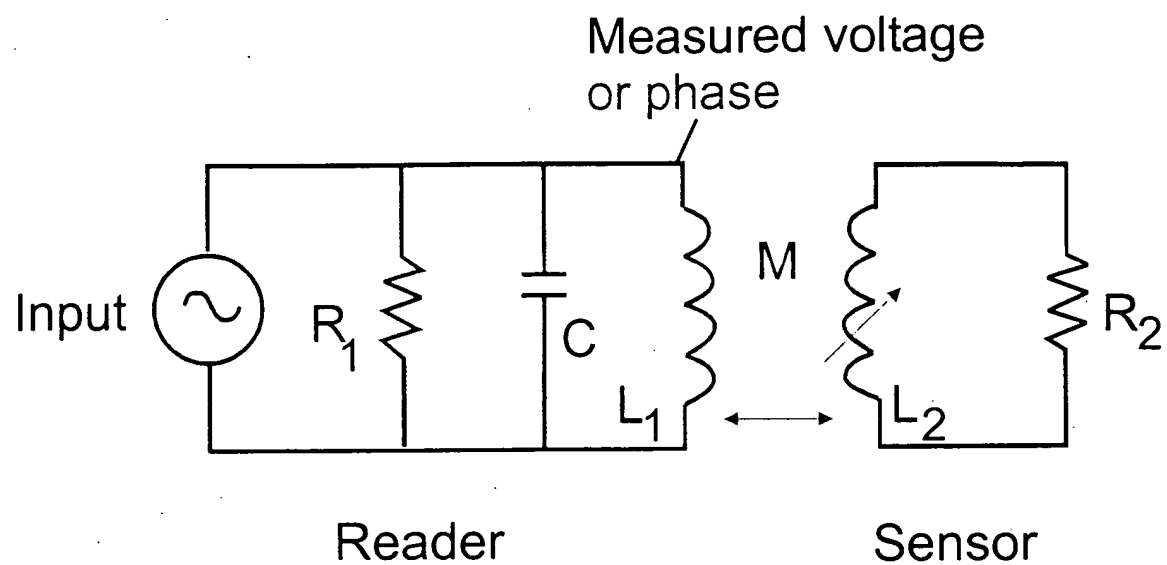 Measured voltage
or phase
Input
R1
C
L1
M
L2
R2
Reader
Sensor